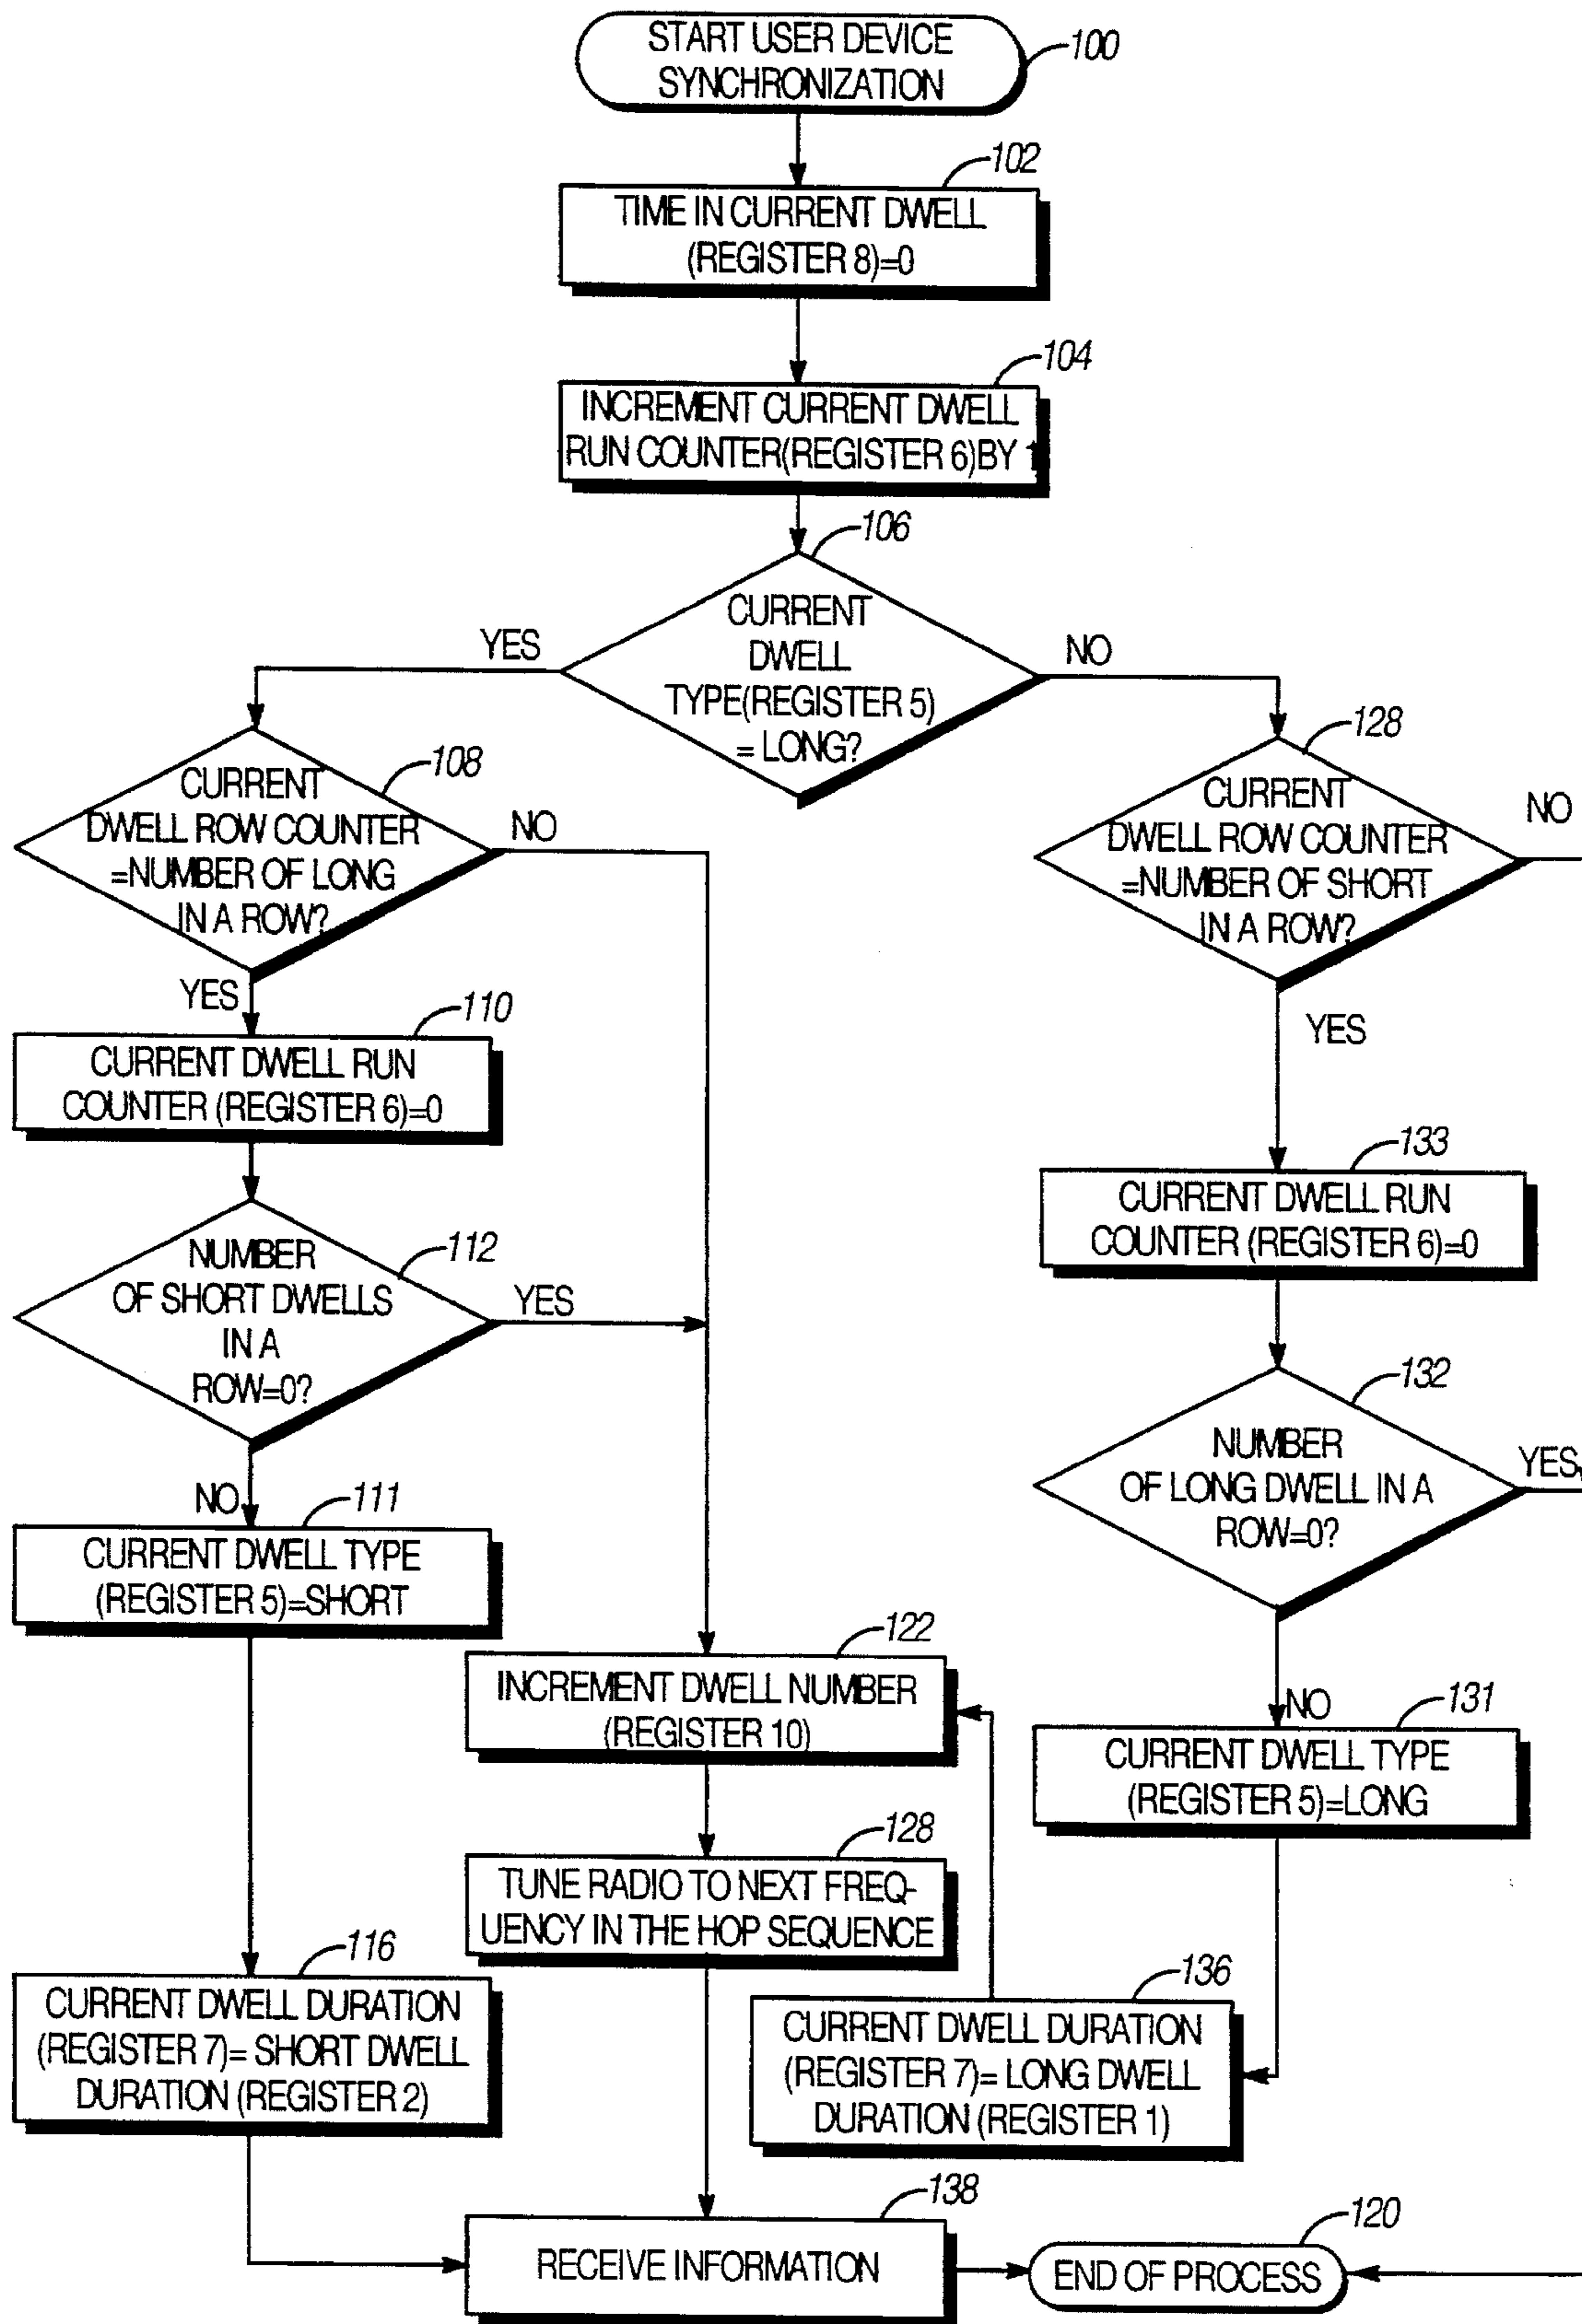 START USER DEVICE
SYNCHRONIZATION
100
102
TIME IN CURRENT DWELL
(REGISTER 8)=0
104
INCREMENT CURRENT DWELL
RUN COUNTER(REGISTER 6)BY 1
106
CURRENT
DWELL
TYPE(REGISTER 5)
= LONG?
YES
NO
108
CURRENT
DWELL ROW COUNTER
=NUMBER OF LONG
IN A ROW?
NO
YES
128
CURRENT
DWELL ROW COUNTER
=NUMBER OF SHORT
IN A ROW?
NO
YES
110
CURRENT DWELL RUN
COUNTER (REGISTER 6)=0
133
CURRENT DWELL RUN
COUNTER (REGISTER 6)=0
112
NUMBER
OF SHORT DWELLS
IN A
ROW=0?
YES
NO
132
NUMBER
OF LONG DWELL IN A
ROW=0?
YES
NO
111
CURRENT DWELL TYPE
(REGISTER 5)=SHORT
122
INCREMENT DWELL NUMBER
(REGISTER 10)
131
CURRENT DWELL TYPE
(REGISTER 5)=LONG
128
TUNE RADIO TO NEXT FREQ-
UENCY IN THE HOP SEQUENCE
116
CURRENT DWELL DURATION
(REGISTER 7)= SHORT DWELL
DURATION (REGISTER 2)
136
CURRENT DWELL DURATION
(REGISTER 7)= LONG DWELL
DURATION (REGISTER 1)
138
RECEIVE INFORMATION
120
END OF PROCESS